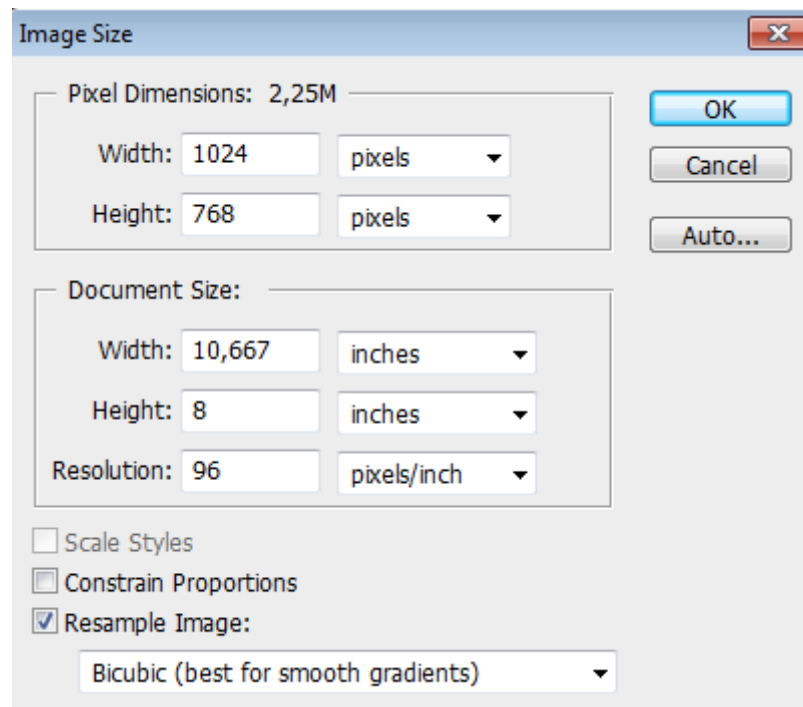 Image Size
Pixel Dimensions: 2,25M
OK
Width: 1024 pixels
Cancel
Height: 768 pixels
Auto...
Document Size:
Width: 10,667 inches
Height: 8 inches
Resolution: 96 pixels/inch
Scale Styles
Constrain Proportions
Resample Image:
Bicubic (best for smooth gradients)